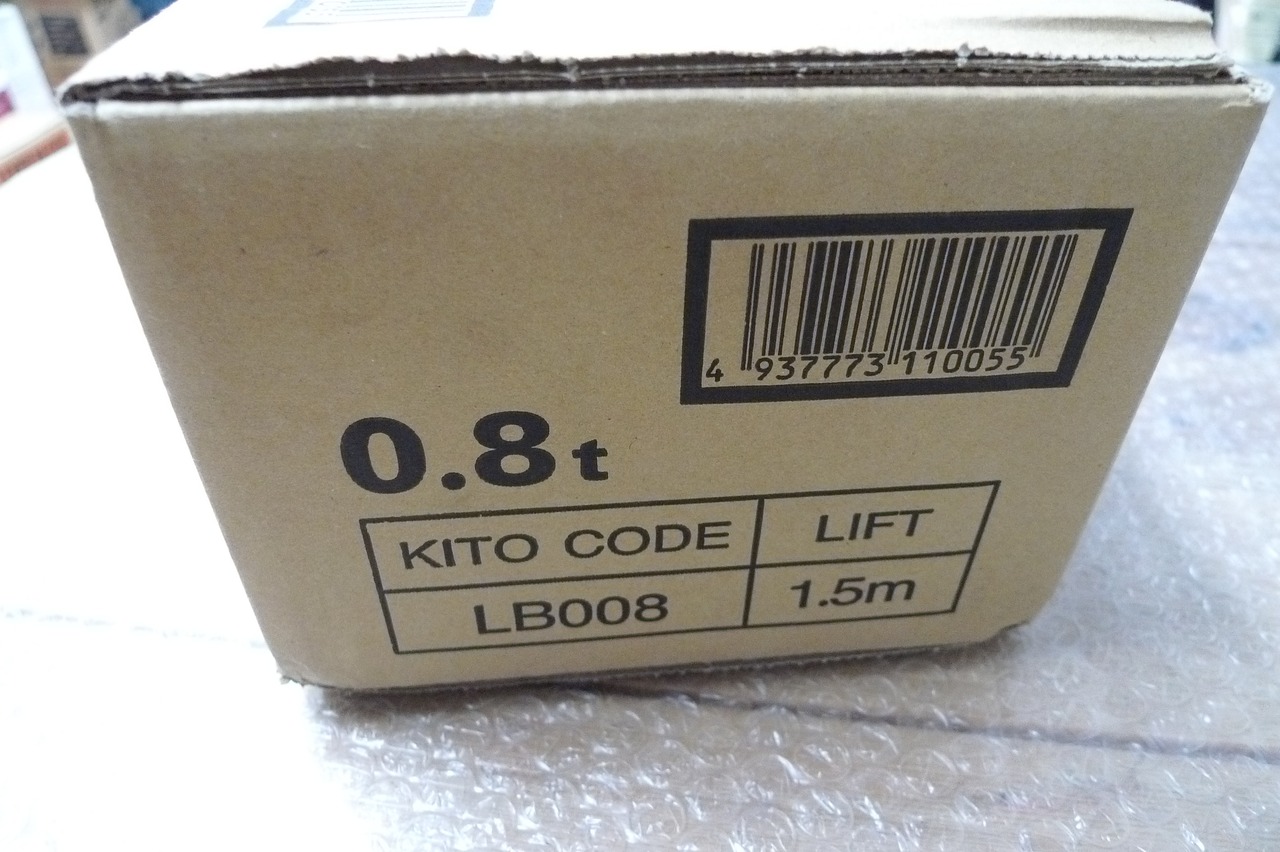 4 937773 110055
0.8t
KITO CODE LIFT
LB008 1.5m